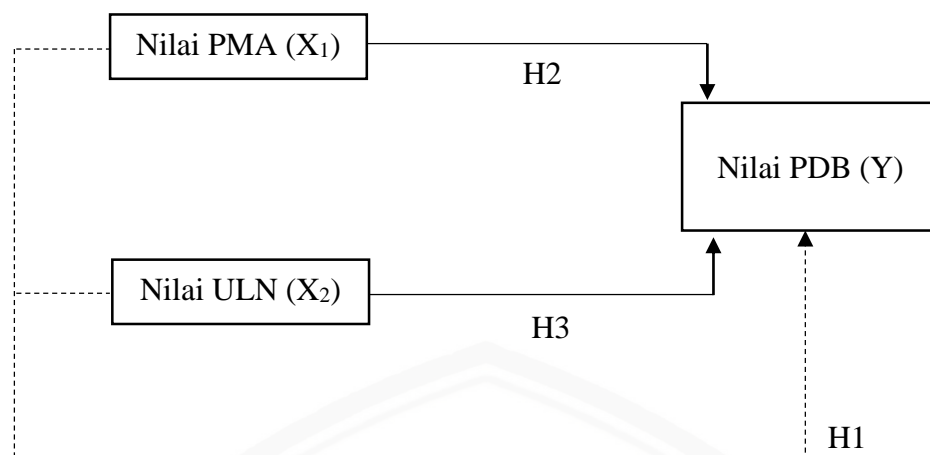 Nilai PMA (X₁)
H2
Nilai PDB (Y)
Nilai ULN (X₂)
H3
H1